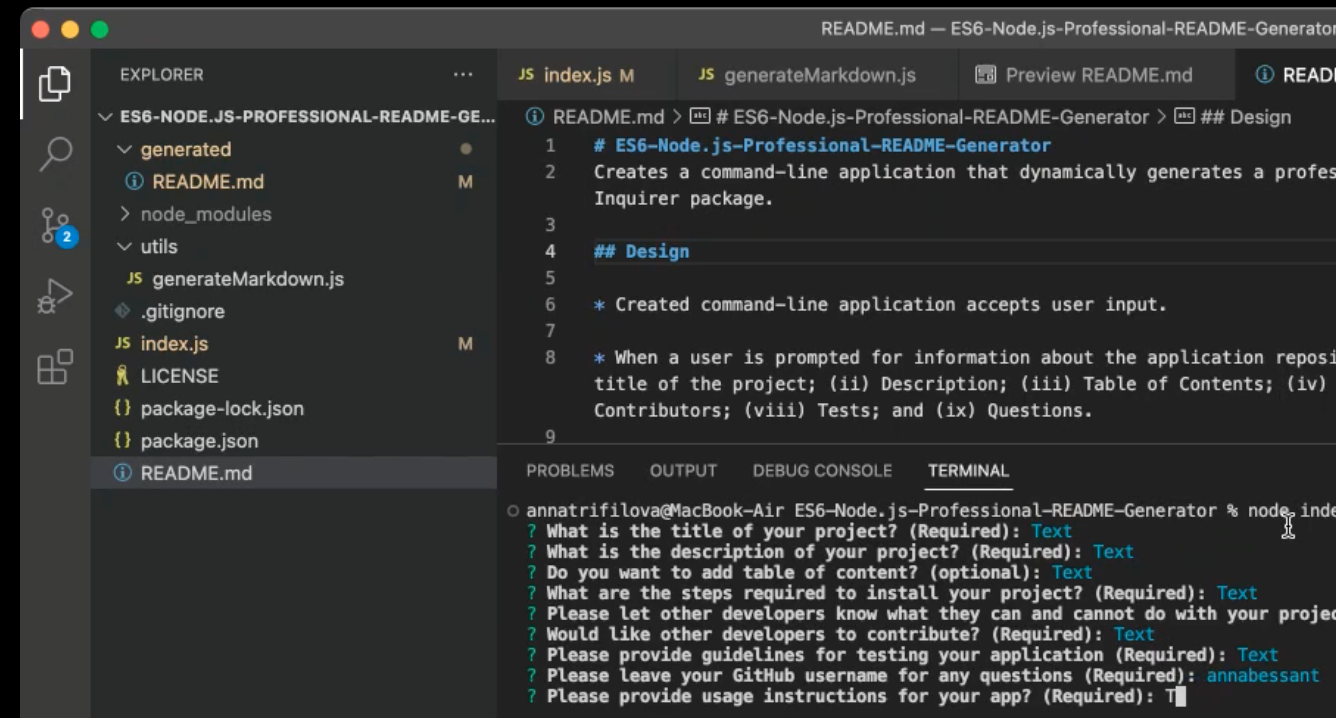 README.md — ES6-Node.js-Professional-README-Generator
EXPLORER
ES6-NODE.JS-PROFESSIONAL-README-GE...
generated
README.md M
node_modules
utils
JS generateMarkdown.js
.gitignore
JS index.js M
LICENSE
{} package-lock.json
{} package.json
README.md
2
JS index.js M
JS generateMarkdown.js
Preview README.md
README.md > # ES6-Node.js-Professional-README-Generator > ## Design
1 # ES6-Node.js-Professional-README-Generator
2 Creates a command-line application that dynamically generates a
Inquirer package.
3
4 ## Design
5
6 * Created command-line application accepts user input.
7
8 * When a user is prompted for information about the application
title of the project; (ii) Description; (iii) Table of Contents; (iv)
Contributors; (viii) Tests; and (ix) Questions.
9
PROBLEMS OUTPUT DEBUG CONSOLE TERMINAL
annatrifilova@MacBook-Air ES6-Node.js-Professional-README-Generator % node
? What is the title of your project? (Required): Text
? What is the description of your project? (Required): Text
? Do you want to add table of content? (optional): Text
? What are the steps required to install your project? (Required): Text
? Please let other developers know what they can and cannot do with your
? Would like other developers to contribute? (Required): Text
? Please provide guidelines for testing your application (Required): Text
? Please leave your GitHub username for any questions (Required): annabessant
? Please provide usage instructions for your app? (Required): T